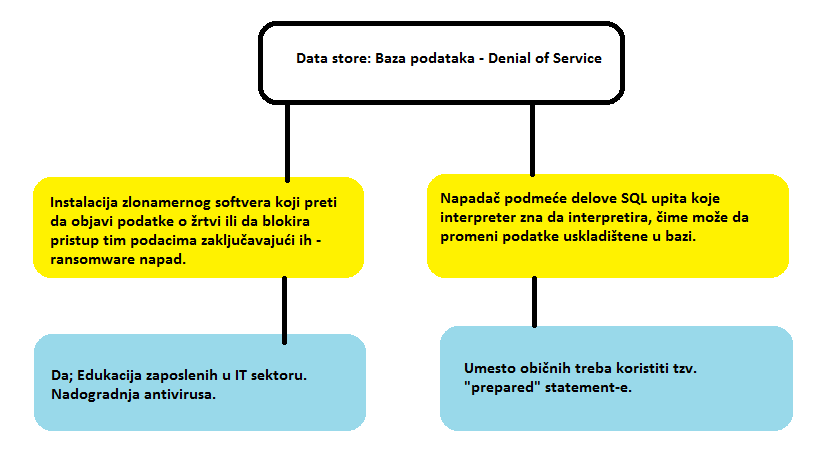 Data store: Baza podataka - Denial of Service
Instalacija zlonamernog softvera koji preti
da objavi podatke o žrtvi ili da blokira
pristup tim podacima zaključavajući ih -
ransomware napad.
Napadač podmeće delove SQL upita koje
interpreter zna da interpretira, čime može da
promeni podatke uskladištene u bazi.
Da; Edukacija zaposlenih u IT sektoru.
Nadogradnja antivirusa.
Umesto običnih treba koristiti tzv.
"prepared" statement-e.